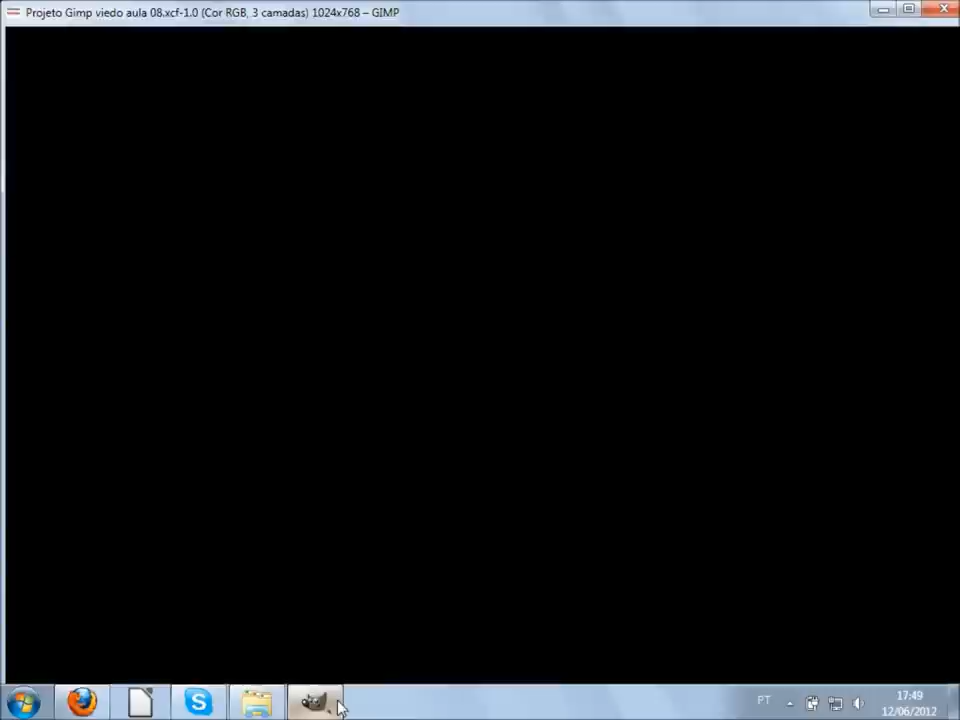 Projeto Gimp viedo aula 08.xcf-1.0 (Cor RGB, 3 camadas) 1024x768 – GIMP
PT
17:49
12/06/2012